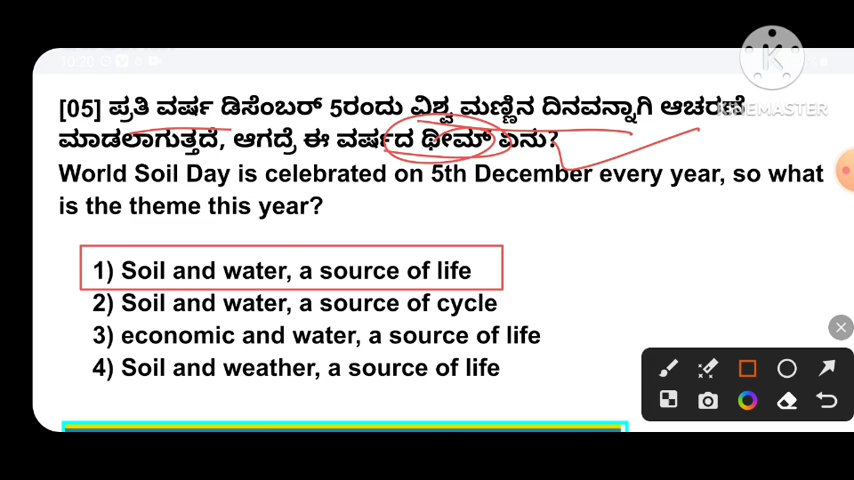 10:20
KINEMASTER
[05] ಪ್ರತಿ ವರ್ಷ ಡಿಸೆಂಬರ್ 5ರಂದು ವಿಶ್ವ ಮಣ್ಣಿನ ದಿನವನ್ನಾಗಿ ಆಚರಣೆ
ಮಾಡಲಾಗುತ್ತದೆ, ಆಗದ್ರೆ ಈ ವರ್ಷದ ಥೀಮ್ ಏನು?
World Soil Day is celebrated on 5th December every year, so what
is the theme this year?
1) Soil and water, a source of life
2) Soil and water, a source of cycle
3) economic and water, a source of life
4) Soil and weather, a source of life